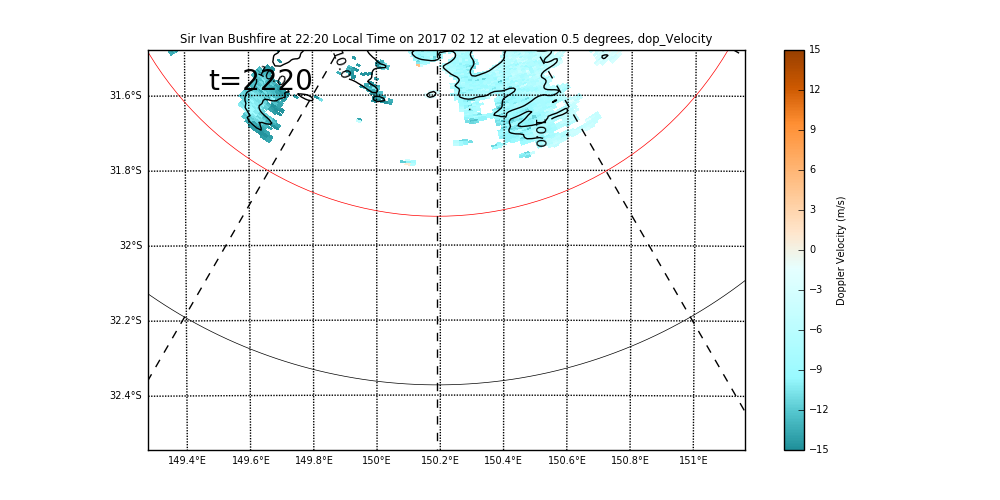 Sir Ivan Bushfire at 22:20 Local Time on 2017 02 12 at elevation 0.5 degrees, dop_Velocity
t=2220
31.6°S
31.8°S
32°S
32.2°S
32.4°S
149.4°E 149.6°E 149.8°E 150°E 150.2°E 150.4°E 150.6°E 150.8°E 151°E
15
12
9
6
3
0
−3
−6
−9
−12
−15
Doppler Velocity (m/s)